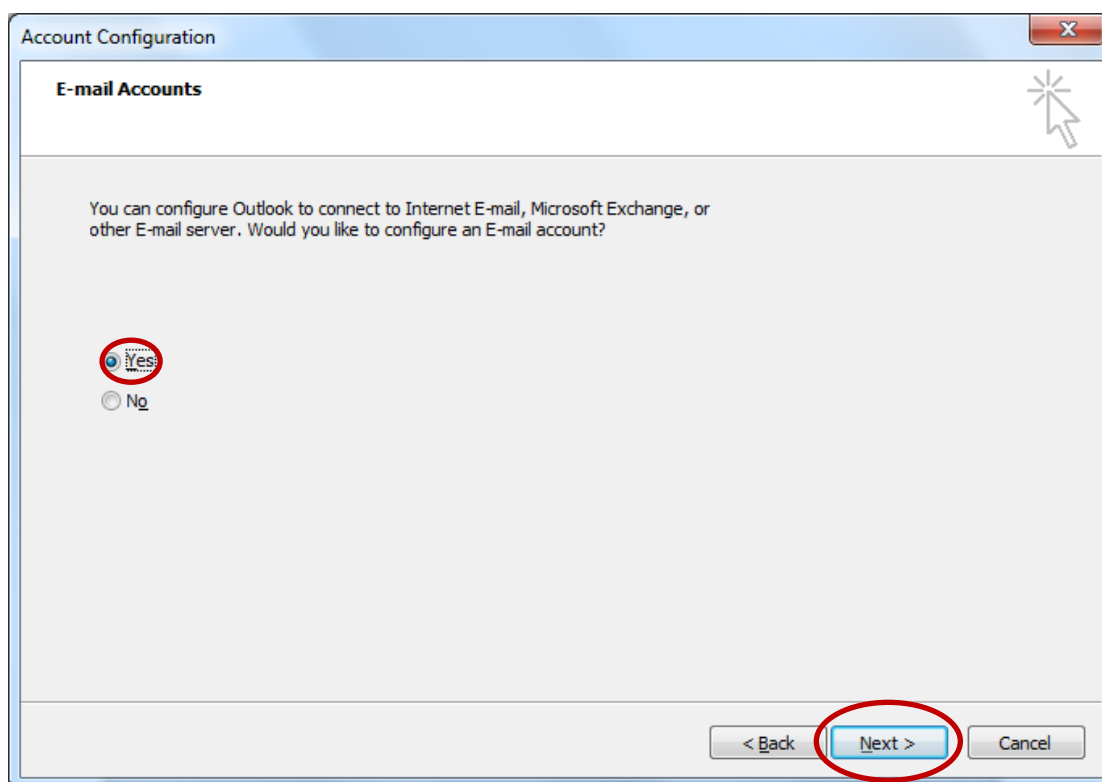 Account Configuration
E-mail Accounts
You can configure Outlook to connect to Internet E-mail, Microsoft Exchange, or
other E-mail server. Would you like to configure an E-mail account?
Yes
No
< Back Next > Cancel